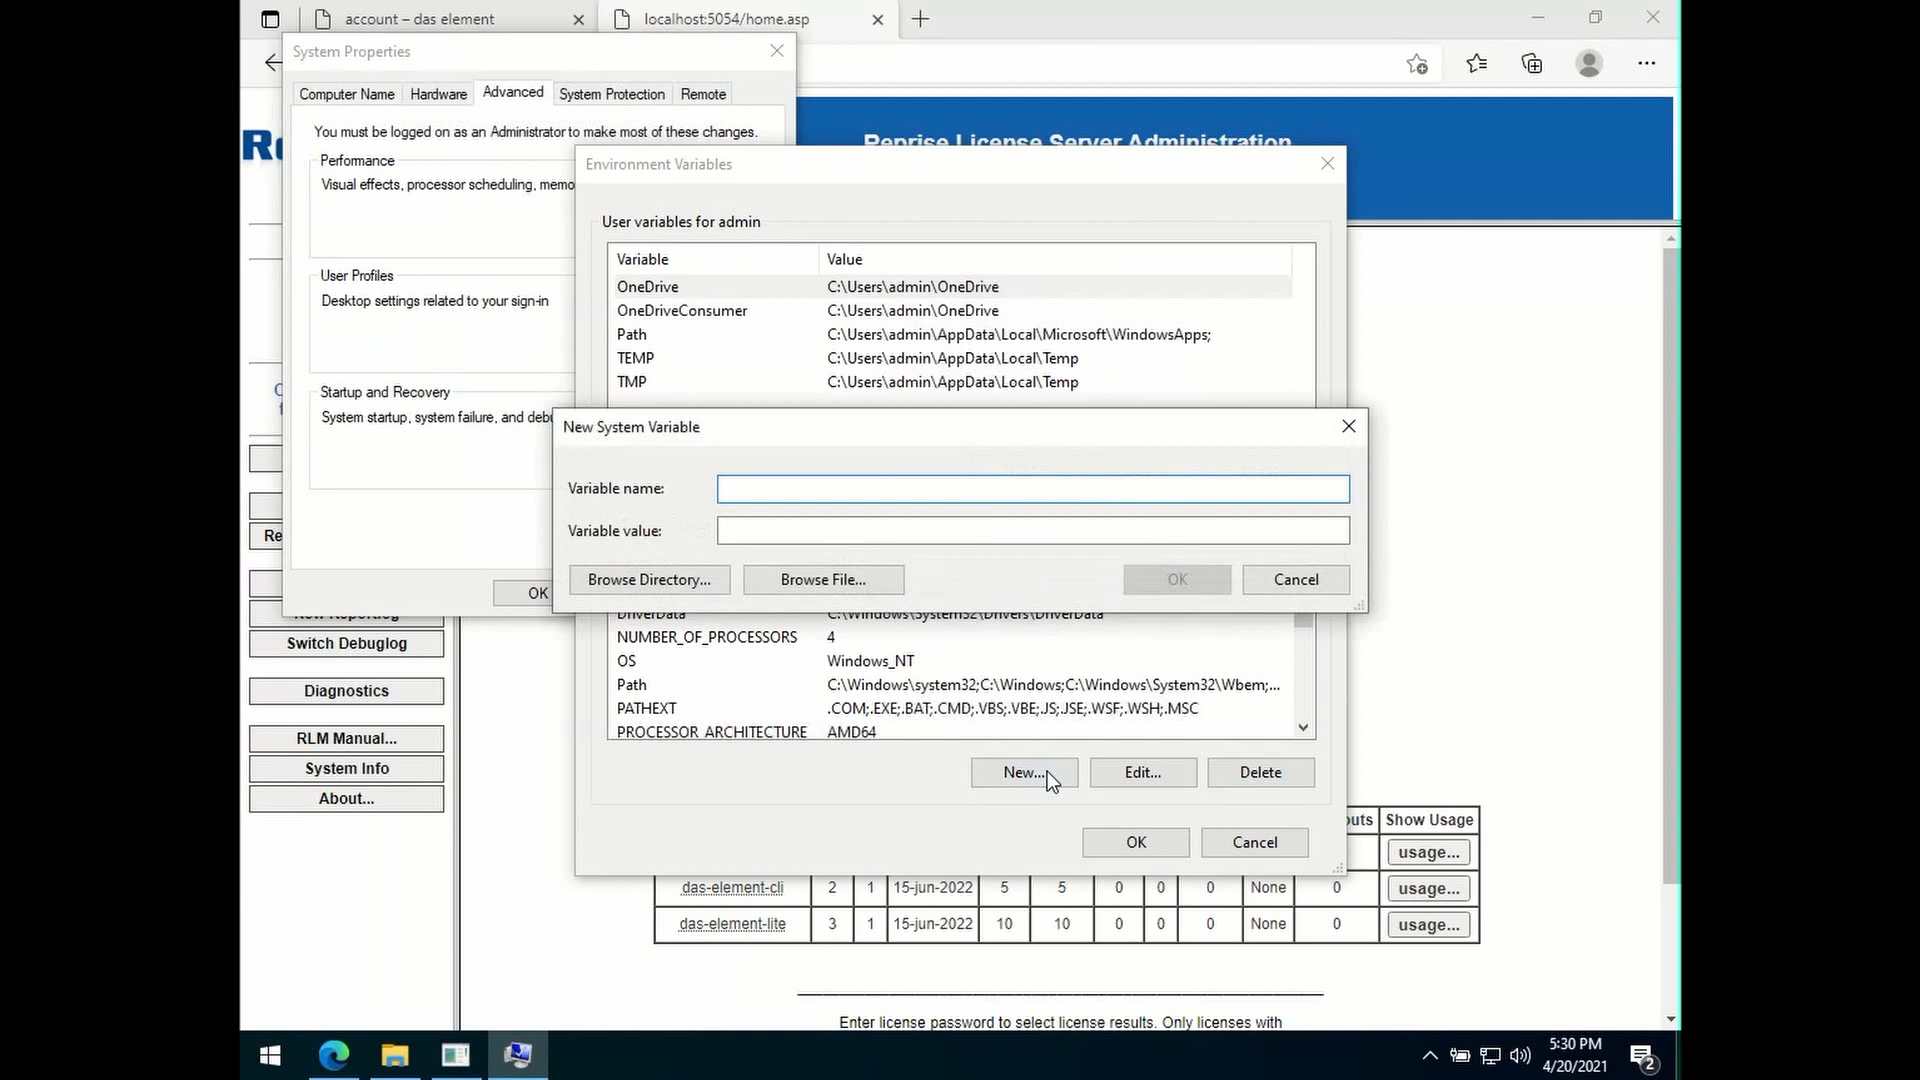 account – das element
localhost:5054/home.asp
System Properties
Computer Name
Hardware
Advanced
System Protection
Remote
You must be logged on as an Administrator to make most of these changes.
Performance
Visual effects, processor scheduling, memo
User Profiles
Desktop settings related to your sign-in
Startup and Recovery
System startup, system failure, and debu
OK
Reprise License Server Administration
Environment Variables
User variables for admin
Variable Value
OneDrive C:\Users\admin\OneDrive
OneDriveConsumer C:\Users\admin\OneDrive
Path C:\Users\admin\AppData\Local\Microsoft\WindowsApps;
TEMP C:\Users\admin\AppData\Local\Temp
TMP C:\Users\admin\AppData\Local\Temp
New System Variable
Variable name:
Variable value:
Browse Directory...
Browse File...
OK
Cancel
DriverData C:\Windows\System32\Drivers\DriverData
NUMBER_OF_PROCESSORS 4
OS Windows_NT
Path C:\Windows\system32;C:\Windows;C:\Windows\System32\Wbem;...
PATHEXT .COM;.EXE;.BAT;.CMD;.VBS;.VBE;.JS;.JSE;.WSF;.WSH;.MSC
PROCESSOR_ARCHITECTURE AMD64
New...
Edit...
Delete
OK
Cancel
Re
New Reportlog
Switch Debuglog
Diagnostics
RLM Manual...
System Info
About...
outs Show Usage
usage...
das-element-cli 2 1 15-jun-2022 5 5 0 0 0 None 0 usage...
das-element-lite 3 1 15-jun-2022 10 10 0 0 0 None 0 usage...
Enter license password to select license results. Only licenses with
5:30 PM
4/20/2021
2